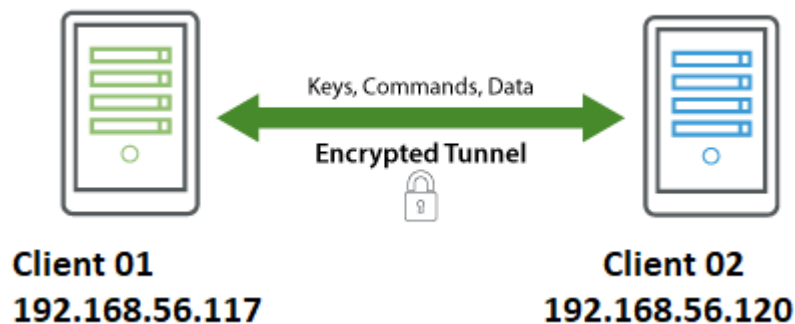 Keys, Commands, Data
Encrypted Tunnel
Client 01
192.168.56.117
Client 02
192.168.56.120